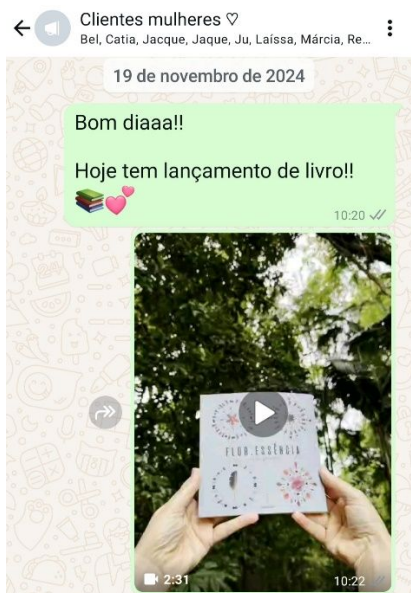 Clientes mulheres ♡
Bel, Catia, Jacque, Jaque, Ju, Laíssa, Márcia, Re...
19 de novembro de 2024
Bom diaaa!!
Hoje tem lançamento de livro!!
📚💕
10:20
FLOR ESSÊNCIA
2:31
10:22